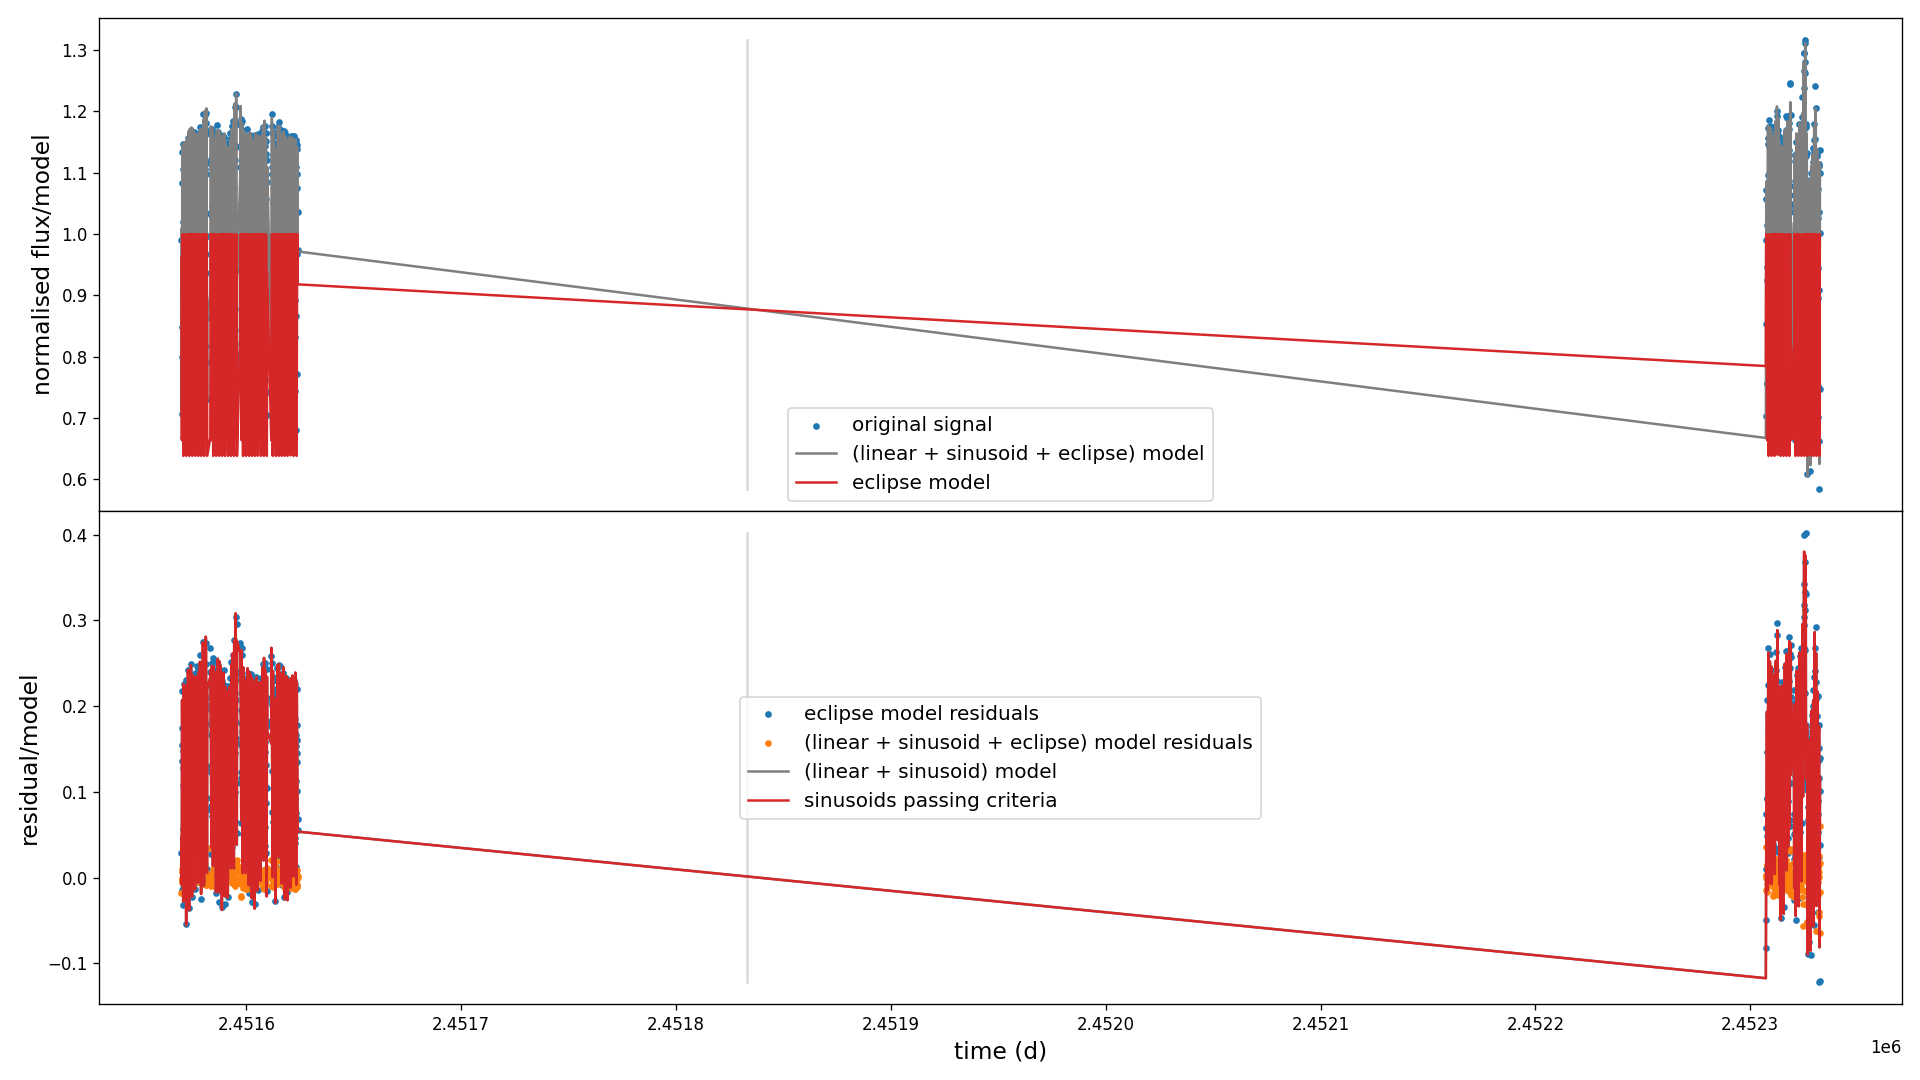 normalised flux/model
1.3
1.2
1.1
1.0
0.9
0.8
0.7
0.6
original signal
(linear + sinusoid + eclipse) model
eclipse model
residual/model
0.4
0.3
0.2
0.1
0.0
−0.1
eclipse model residuals
(linear + sinusoid + eclipse) model residuals
(linear + sinusoid) model
sinusoids passing criteria
2.4516 2.4517 2.4518 2.4519 2.4520 2.4521 2.4522 2.4523
1e6
time (d)